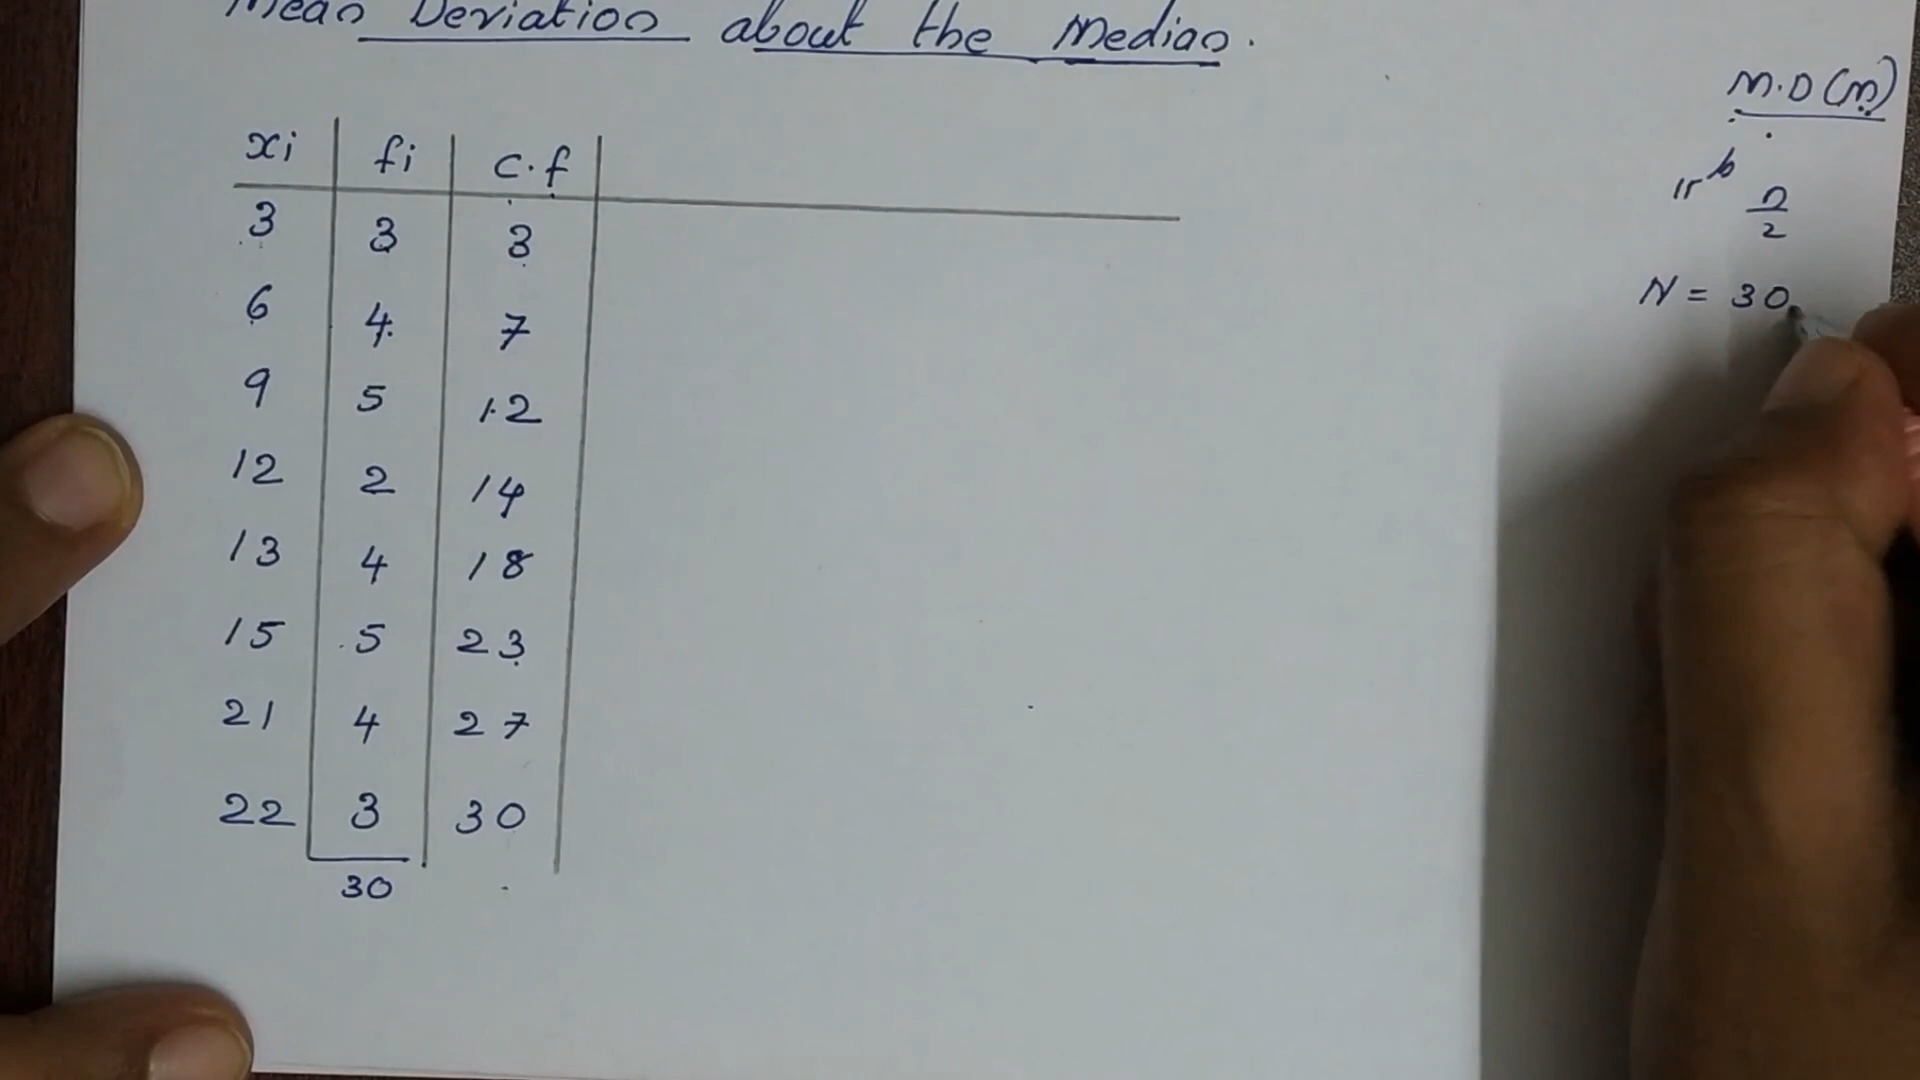 Mean Deviation about the Median.
M.D (M)
xi fi C.f
n/2
3 3 3
N = 30
6 4 7
9 5 12
12 2 14
13 4 18
15 5 23
21 4 27
22 3 30
30